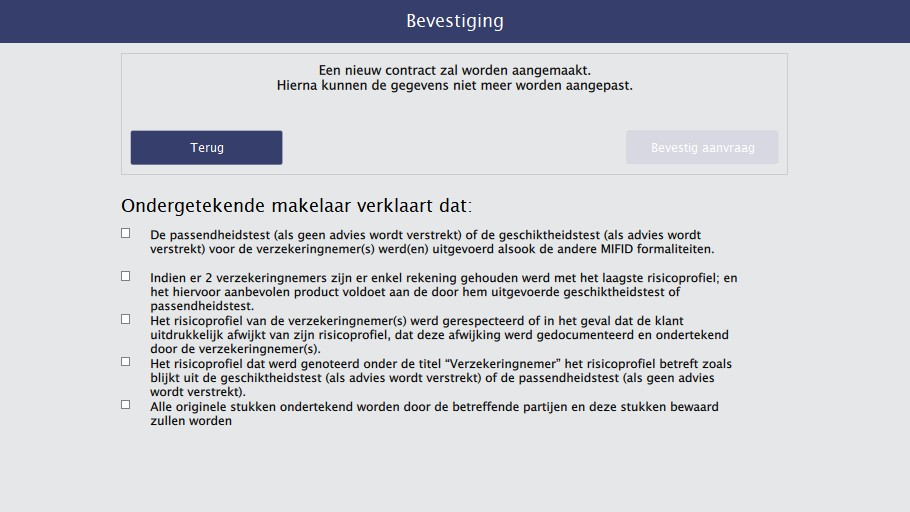 Bevestiging
Een nieuw contract zal worden aangemaakt.
Hierna kunnen de gegevens niet meer worden aangepast.
Terug
Bevestig aanvraag
Ondergetekende makelaar verklaart dat:
De passendheidstest (als geen advies wordt verstrekt) of de geschiktheidstest (als advies wordt
verstrekt) voor de verzekeringnemer(s) werd(en) uitgevoerd alsook de andere MIFID formaliteiten.
Indien er 2 verzekeringnemers zijn er enkel rekening gehouden werd met het laagste risicoprofiel; en
het hiervoor aanbevolen product voldoet aan de door hem uitgevoerde geschiktheidstest of
passendheidstest.
Het risicoprofiel van de verzekeringnemer(s) werd gerespecteerd of in het geval dat de klant
uitdrukkelijk afwijkt van zijn risicoprofiel, dat deze afwijking werd gedocumenteerd en ondertekend
door de verzekeringnemer(s).
Het risicoprofiel dat werd genoteerd onder de titel “Verzekeringnemer” het risicoprofiel betreft zoals
blijkt uit de geschiktheidstest (als advies wordt verstrekt) of de passendheidstest (als geen advies
wordt verstrekt).
Alle originele stukken ondertekend worden door de betreffende partijen en deze stukken bewaard
zullen worden